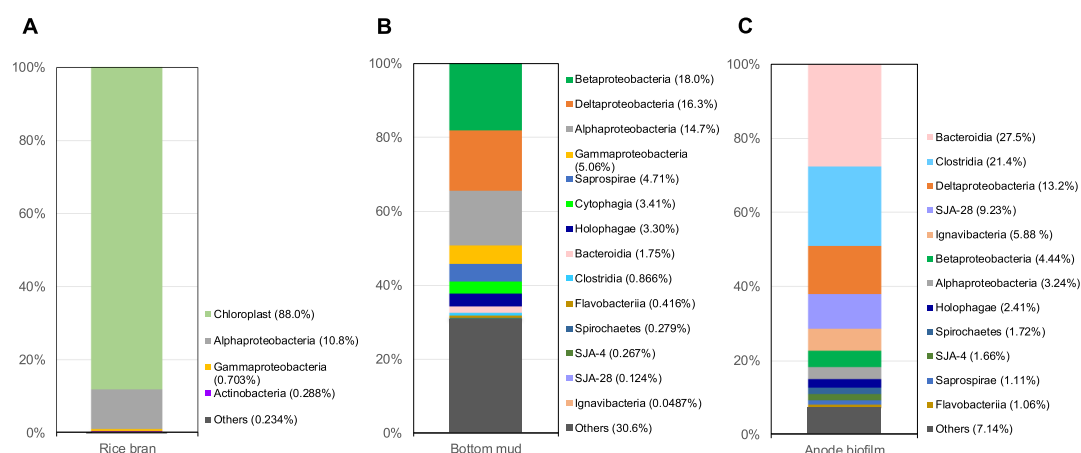 A
100%
80%
60%
40%
20%
0%
Chloroplast (88.0%)
Alphaproteobacteria (10.8%)
Gammaproteobacteria
(0.703%)
Actinobacteria (0.288%)
Others (0.234%)
Rice bran
B
100%
80%
60%
40%
20%
0%
Betaproteobacteria (18.0%)
Deltaproteobacteria (16.3%)
Alphaproteobacteria (14.7%)
Gammaproteobacteria
(5.06%)
Saprospirae (4.71%)
Cytophagia (3.41%)
Holophagae (3.30%)
Bacteroidia (1.75%)
Clostridia (0.866%)
Flavobacteriia (0.416%)
Spirochaetes (0.279%)
SJA-4 (0.267%)
SJA-28 (0.124%)
Ignavibacteria (0.0487%)
Others (30.6%)
Bottom mud
C
100%
80%
60%
40%
20%
0%
Bacteroidia (27.5%)
Clostridia (21.4%)
Deltaproteobacteria (13.2%)
SJA-28 (9.23%)
Ignavibacteria (5.88 %)
Betaproteobacteria (4.44%)
Alphaproteobacteria (3.24%)
Holophagae (2.41%)
Spirochaetes (1.72%)
SJA-4 (1.66%)
Saprospirae (1.11%)
Flavobacteriia (1.06%)
Others (7.14%)
Anode biofilm